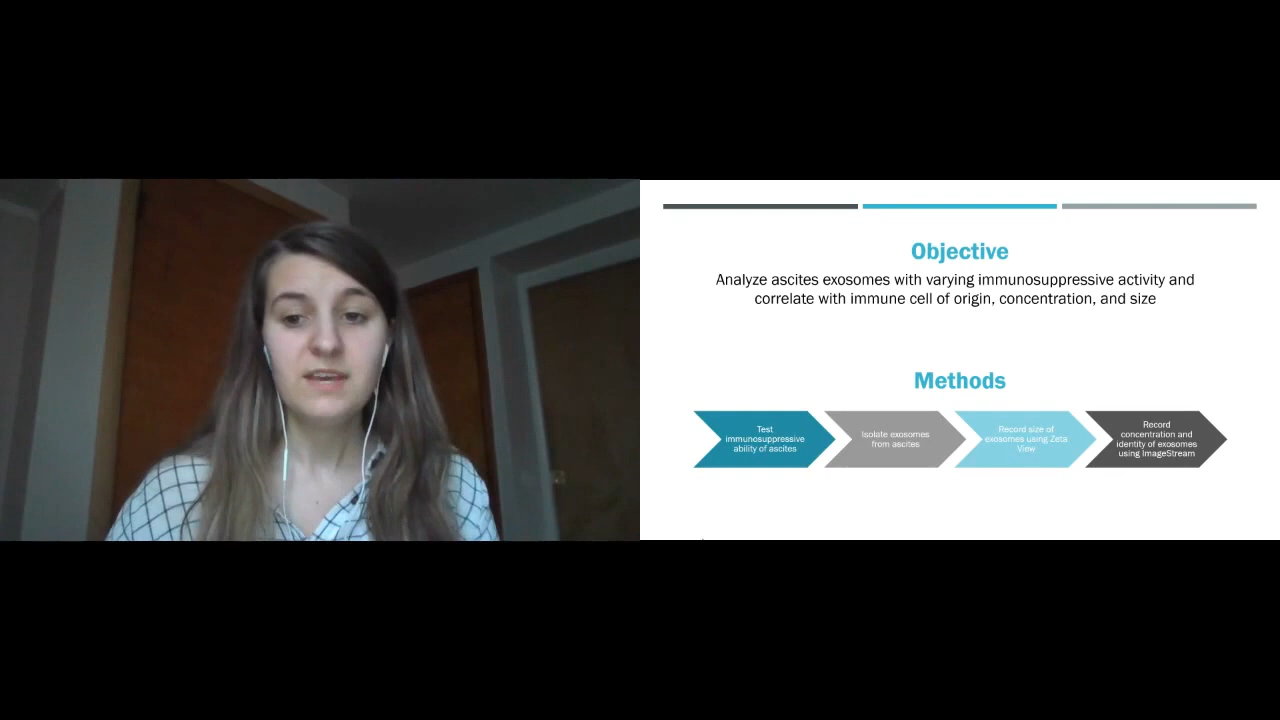 Objective
Analyze ascites exosomes with varying immunosuppressive activity and
correlate with immune cell of origin, concentration, and size
Methods
Test
immunosuppressive
ability of ascites
Isolate exosomes
from ascites
Record size of
exosomes using Zeta
View
Record
concentration and
identity of exosomes
using ImageStream